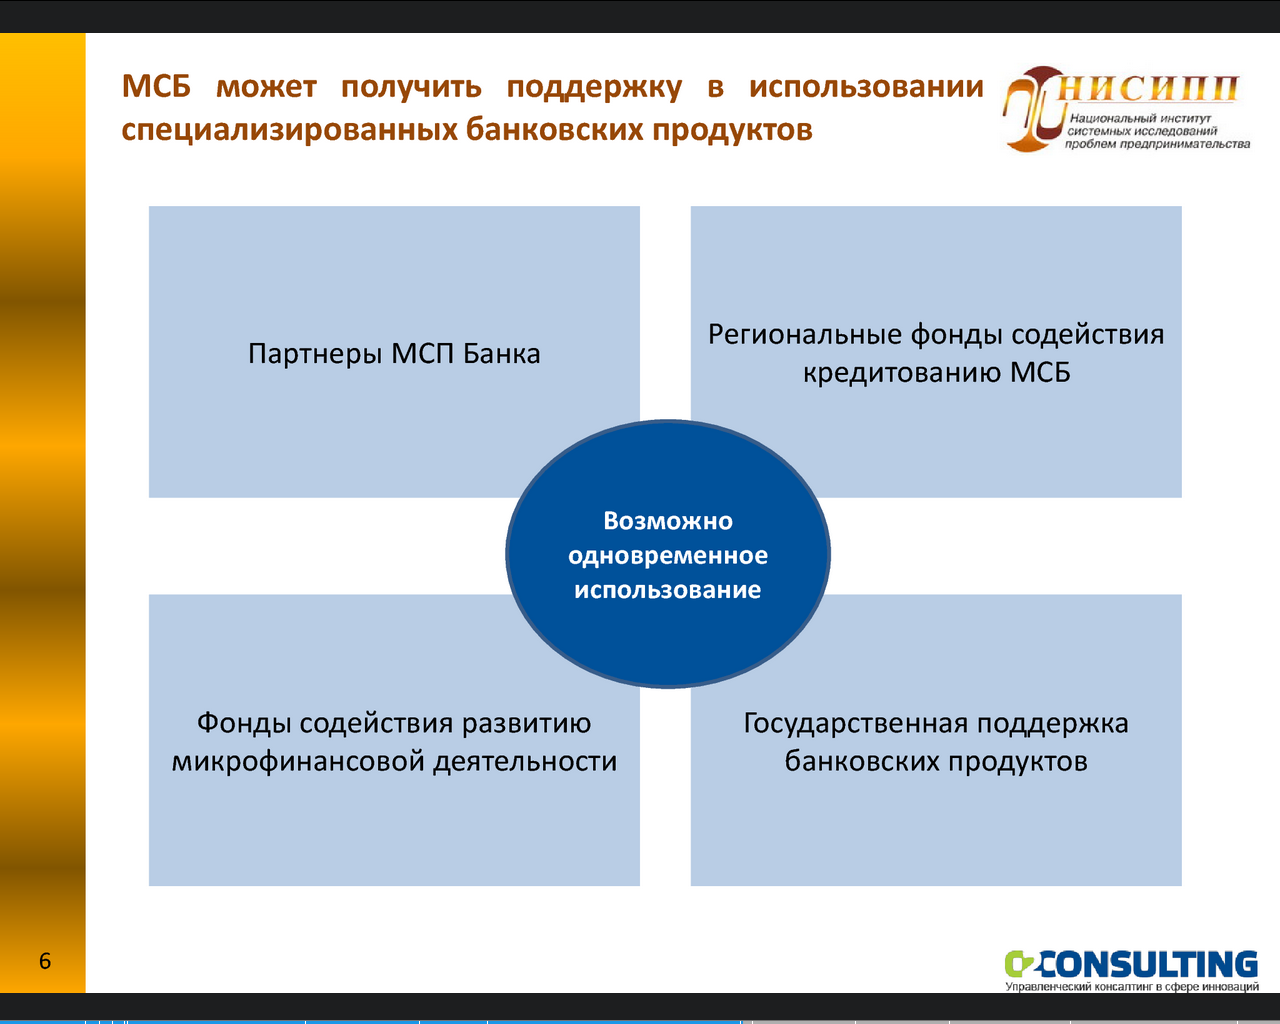 МСБ может получить поддержку в использовании
специализированных банковских продуктов
НИСИПП
Национальный институт
системных исследований
проблем предпринимательства
Партнеры МСП Банка
Региональные фонды содействия
кредитованию МСБ
Возможно
одновременное
использование
Фонды содействия развитию
микрофинансовой деятельности
Государственная поддержка
банковских продуктов
6
C2CONSULTING
Управленческий консалтинг в сфере инноваций